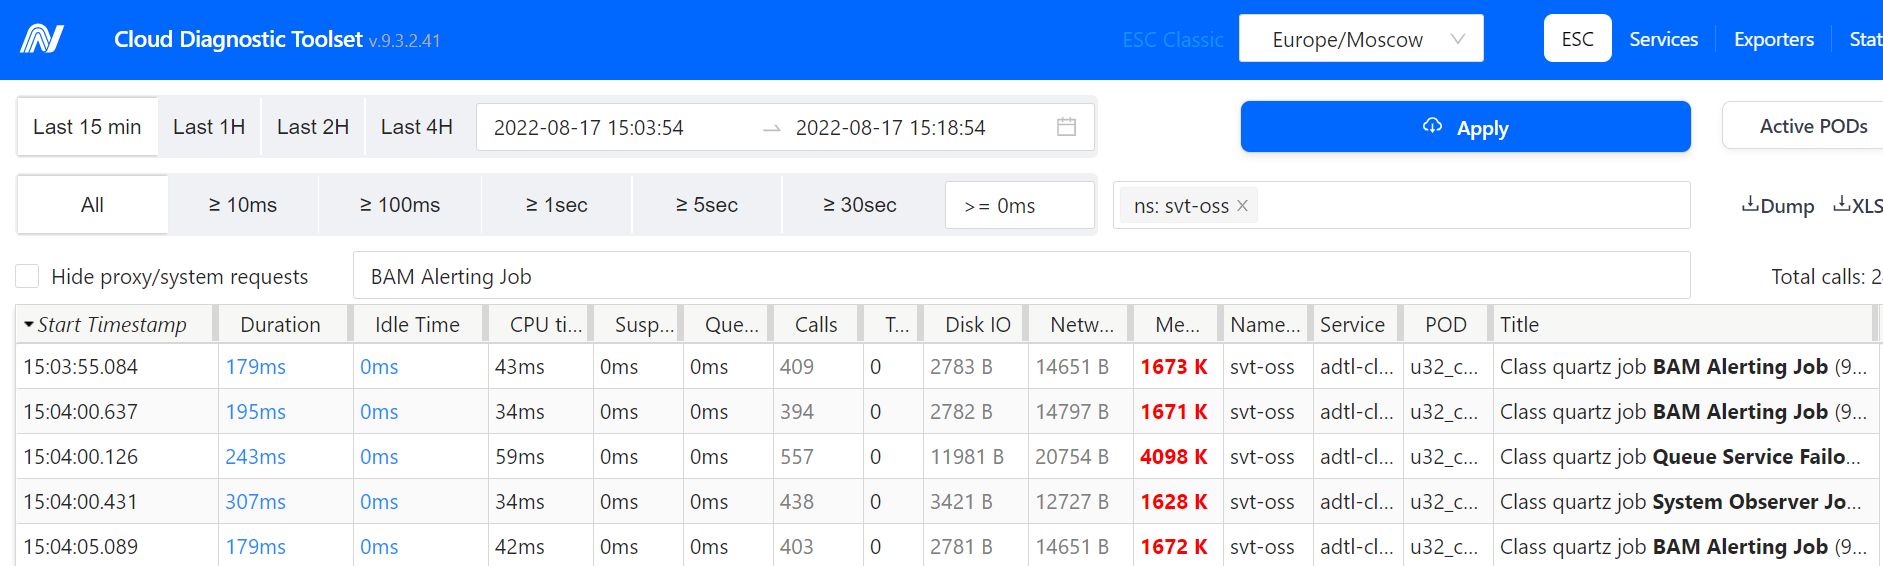 Cloud Diagnostic Toolset v.9.3.2.41 ESC Classic Europe/Moscow ESC Services Exporters Stat
Last 15 min Last 1H Last 2H Last 4H 2022-08-17 15:03:54 → 2022-08-17 15:18:54 Apply Active PODs
All ≥ 10ms ≥ 100ms ≥ 1sec ≥ 5sec ≥ 30sec >= 0ms ns: svt-oss × Dump XLS
Hide proxy/system requests BAM Alerting Job Total calls: 2
Start Timestamp Duration Idle Time CPU ti... Susp... Que... Calls T... Disk IO Netw... Me... Name... Service POD Title
15:03:55.084 179ms 0ms 43ms 0ms 0ms 409 0 2783 B 14651 B 1673 K svt-oss adtl-cl... u32_c... Class quartz job BAM Alerting Job (9...
15:04:00.637 195ms 0ms 34ms 0ms 0ms 394 0 2782 B 14797 B 1671 K svt-oss adtl-cl... u32_c... Class quartz job BAM Alerting Job (9...
15:04:00.126 243ms 0ms 59ms 0ms 0ms 557 0 11981 B 20754 B 4098 K svt-oss adtl-cl... u32_c... Class quartz job Queue Service Failo...
15:04:00.431 307ms 0ms 34ms 0ms 0ms 438 0 3421 B 12727 B 1628 K svt-oss adtl-cl... u32_c... Class quartz job System Observer Jo...
15:04:05.089 179ms 0ms 42ms 0ms 0ms 403 0 2781 B 14651 B 1672 K svt-oss adtl-cl... u32_c... Class quartz job BAM Alerting Job (9...